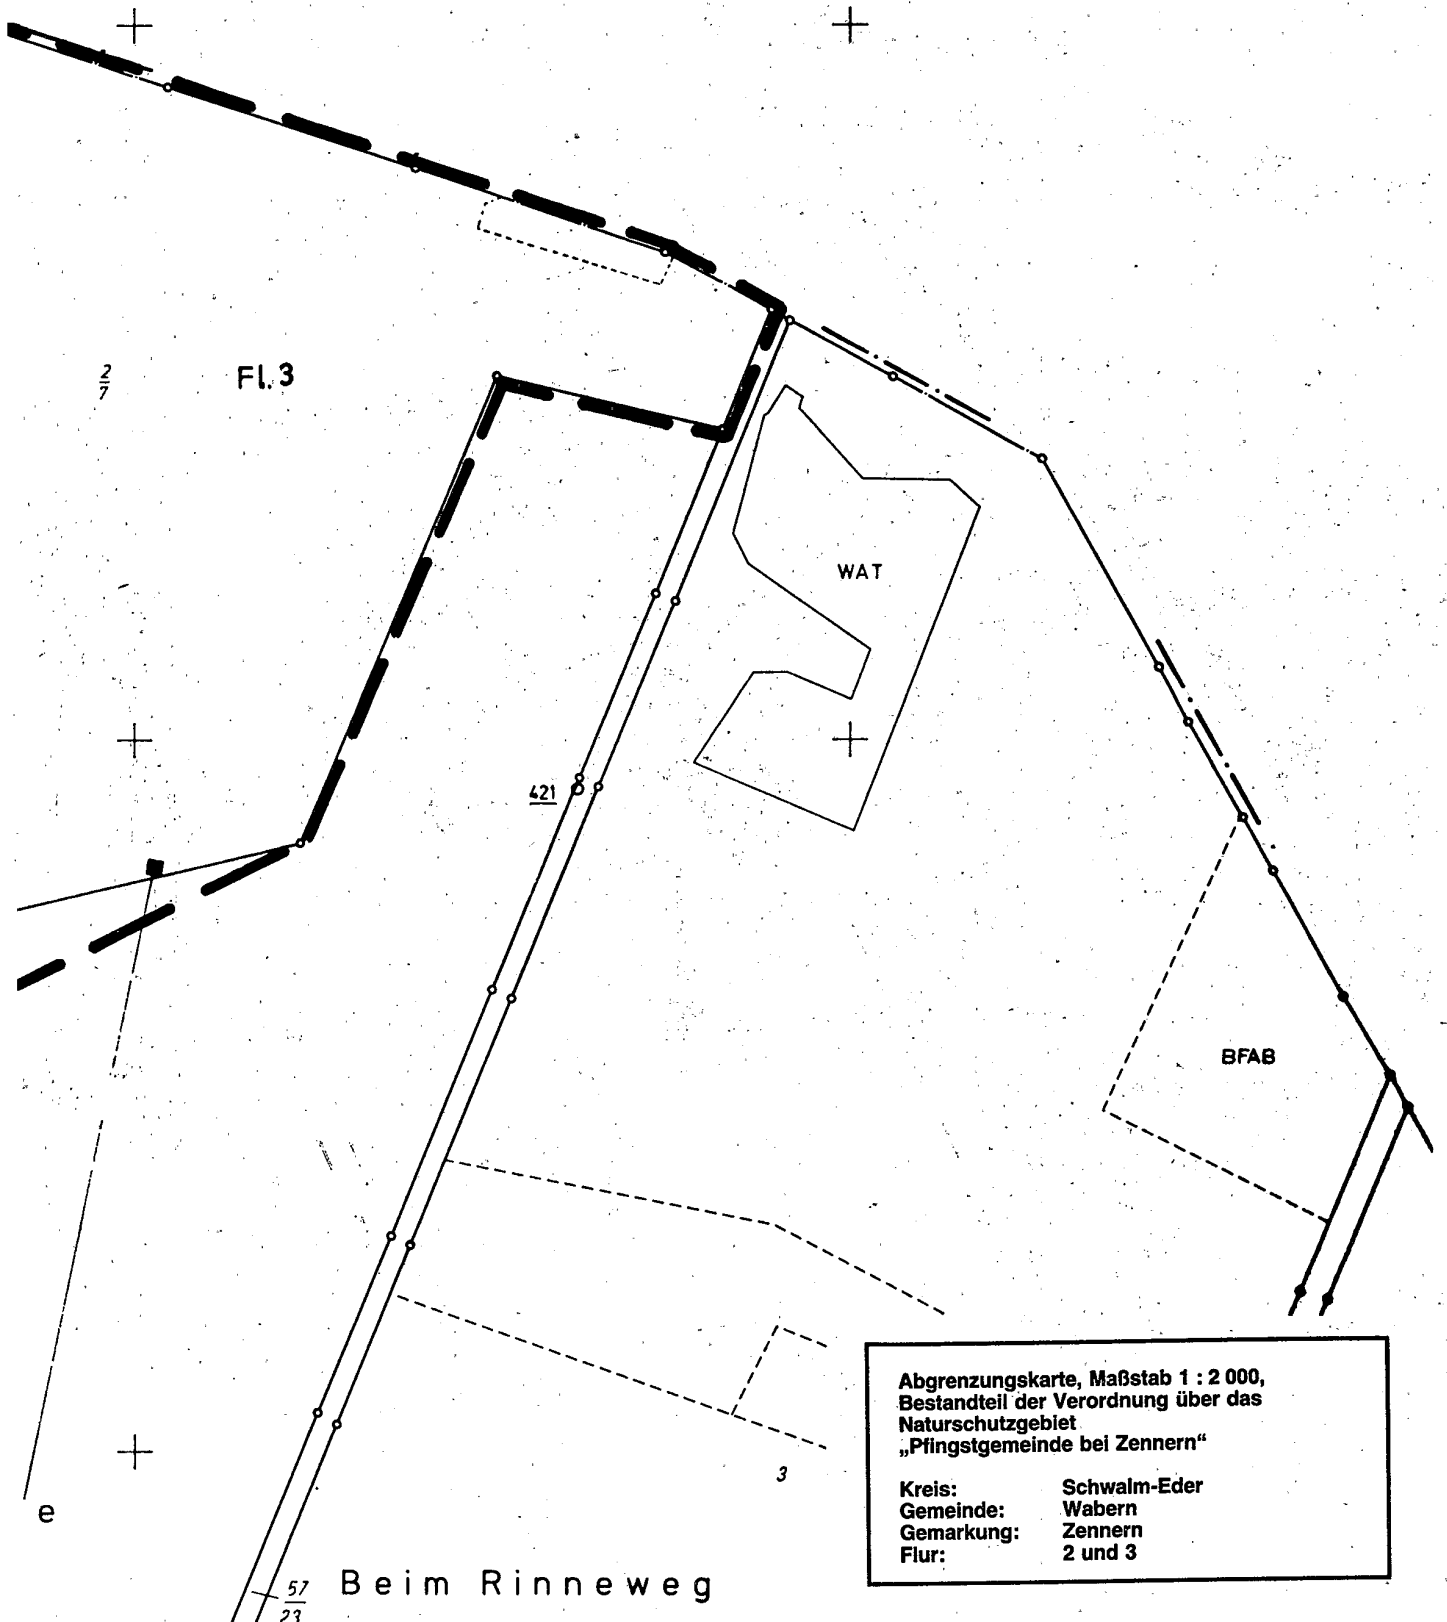 2
7
Fl. 3
WAT
421
BFAB
Abgrenzungskarte, Maßstab 1 : 2 000,
Bestandteil der Verordnung über das
Naturschutzgebiet
„Pfingstgemeinde bei Zennern“
Kreis: Schwalm-Eder
Gemeinde: Wabern
Gemarkung: Zennern
Flur: 2 und 3
3
e
57
23
Beim Rinneweg